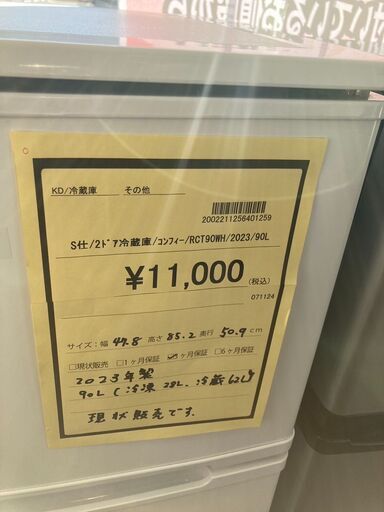 KD/冷蔵庫 その他
2002211256401259
S仕/2ドア冷蔵庫/コンフィー/RCT90WH/2023/90L
¥11,000
(税込)
071124
サイズ:幅 47.8 高さ 85.2 奥行 50.9 cm
□現状販売 □1ヶ月保証 ☑3ヶ月保証 □6ヶ月保証
2023年製
90L (冷凍 28L、冷蔵 62L)
現状販売です。